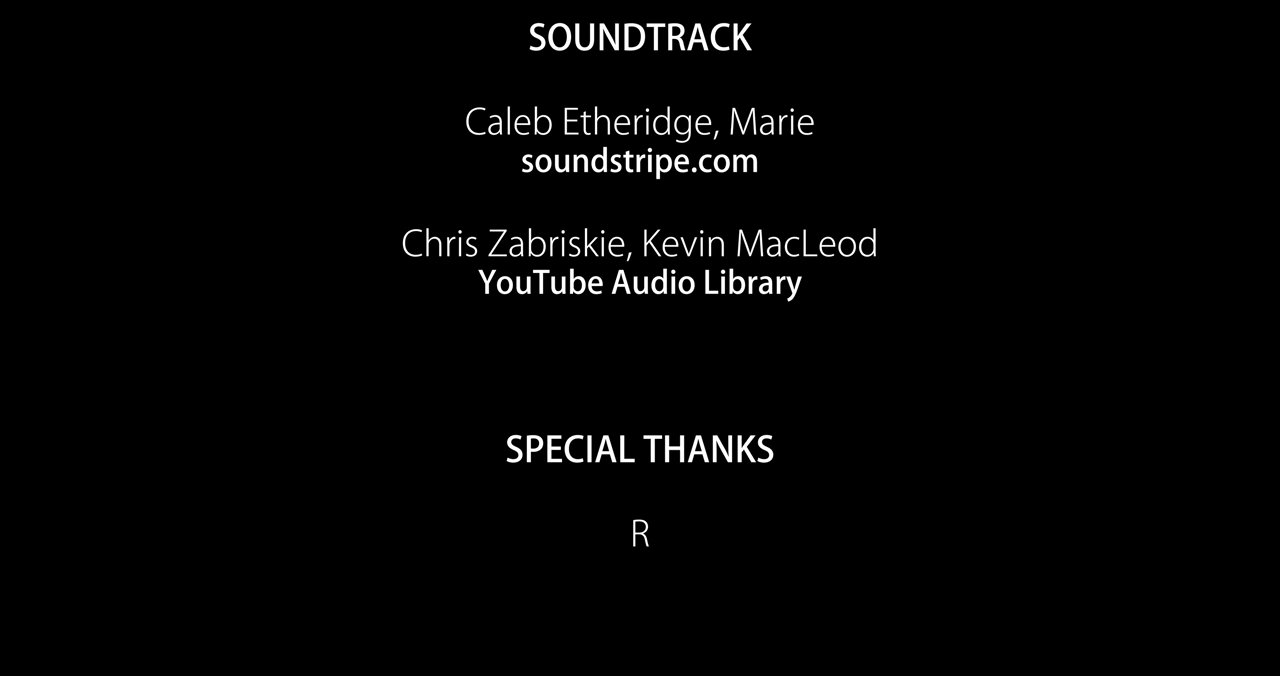 SOUNDTRACK
Caleb Etheridge, Marie
soundstripe.com
Chris Zabriskie, Kevin MacLeod
YouTube Audio Library
SPECIAL THANKS
R